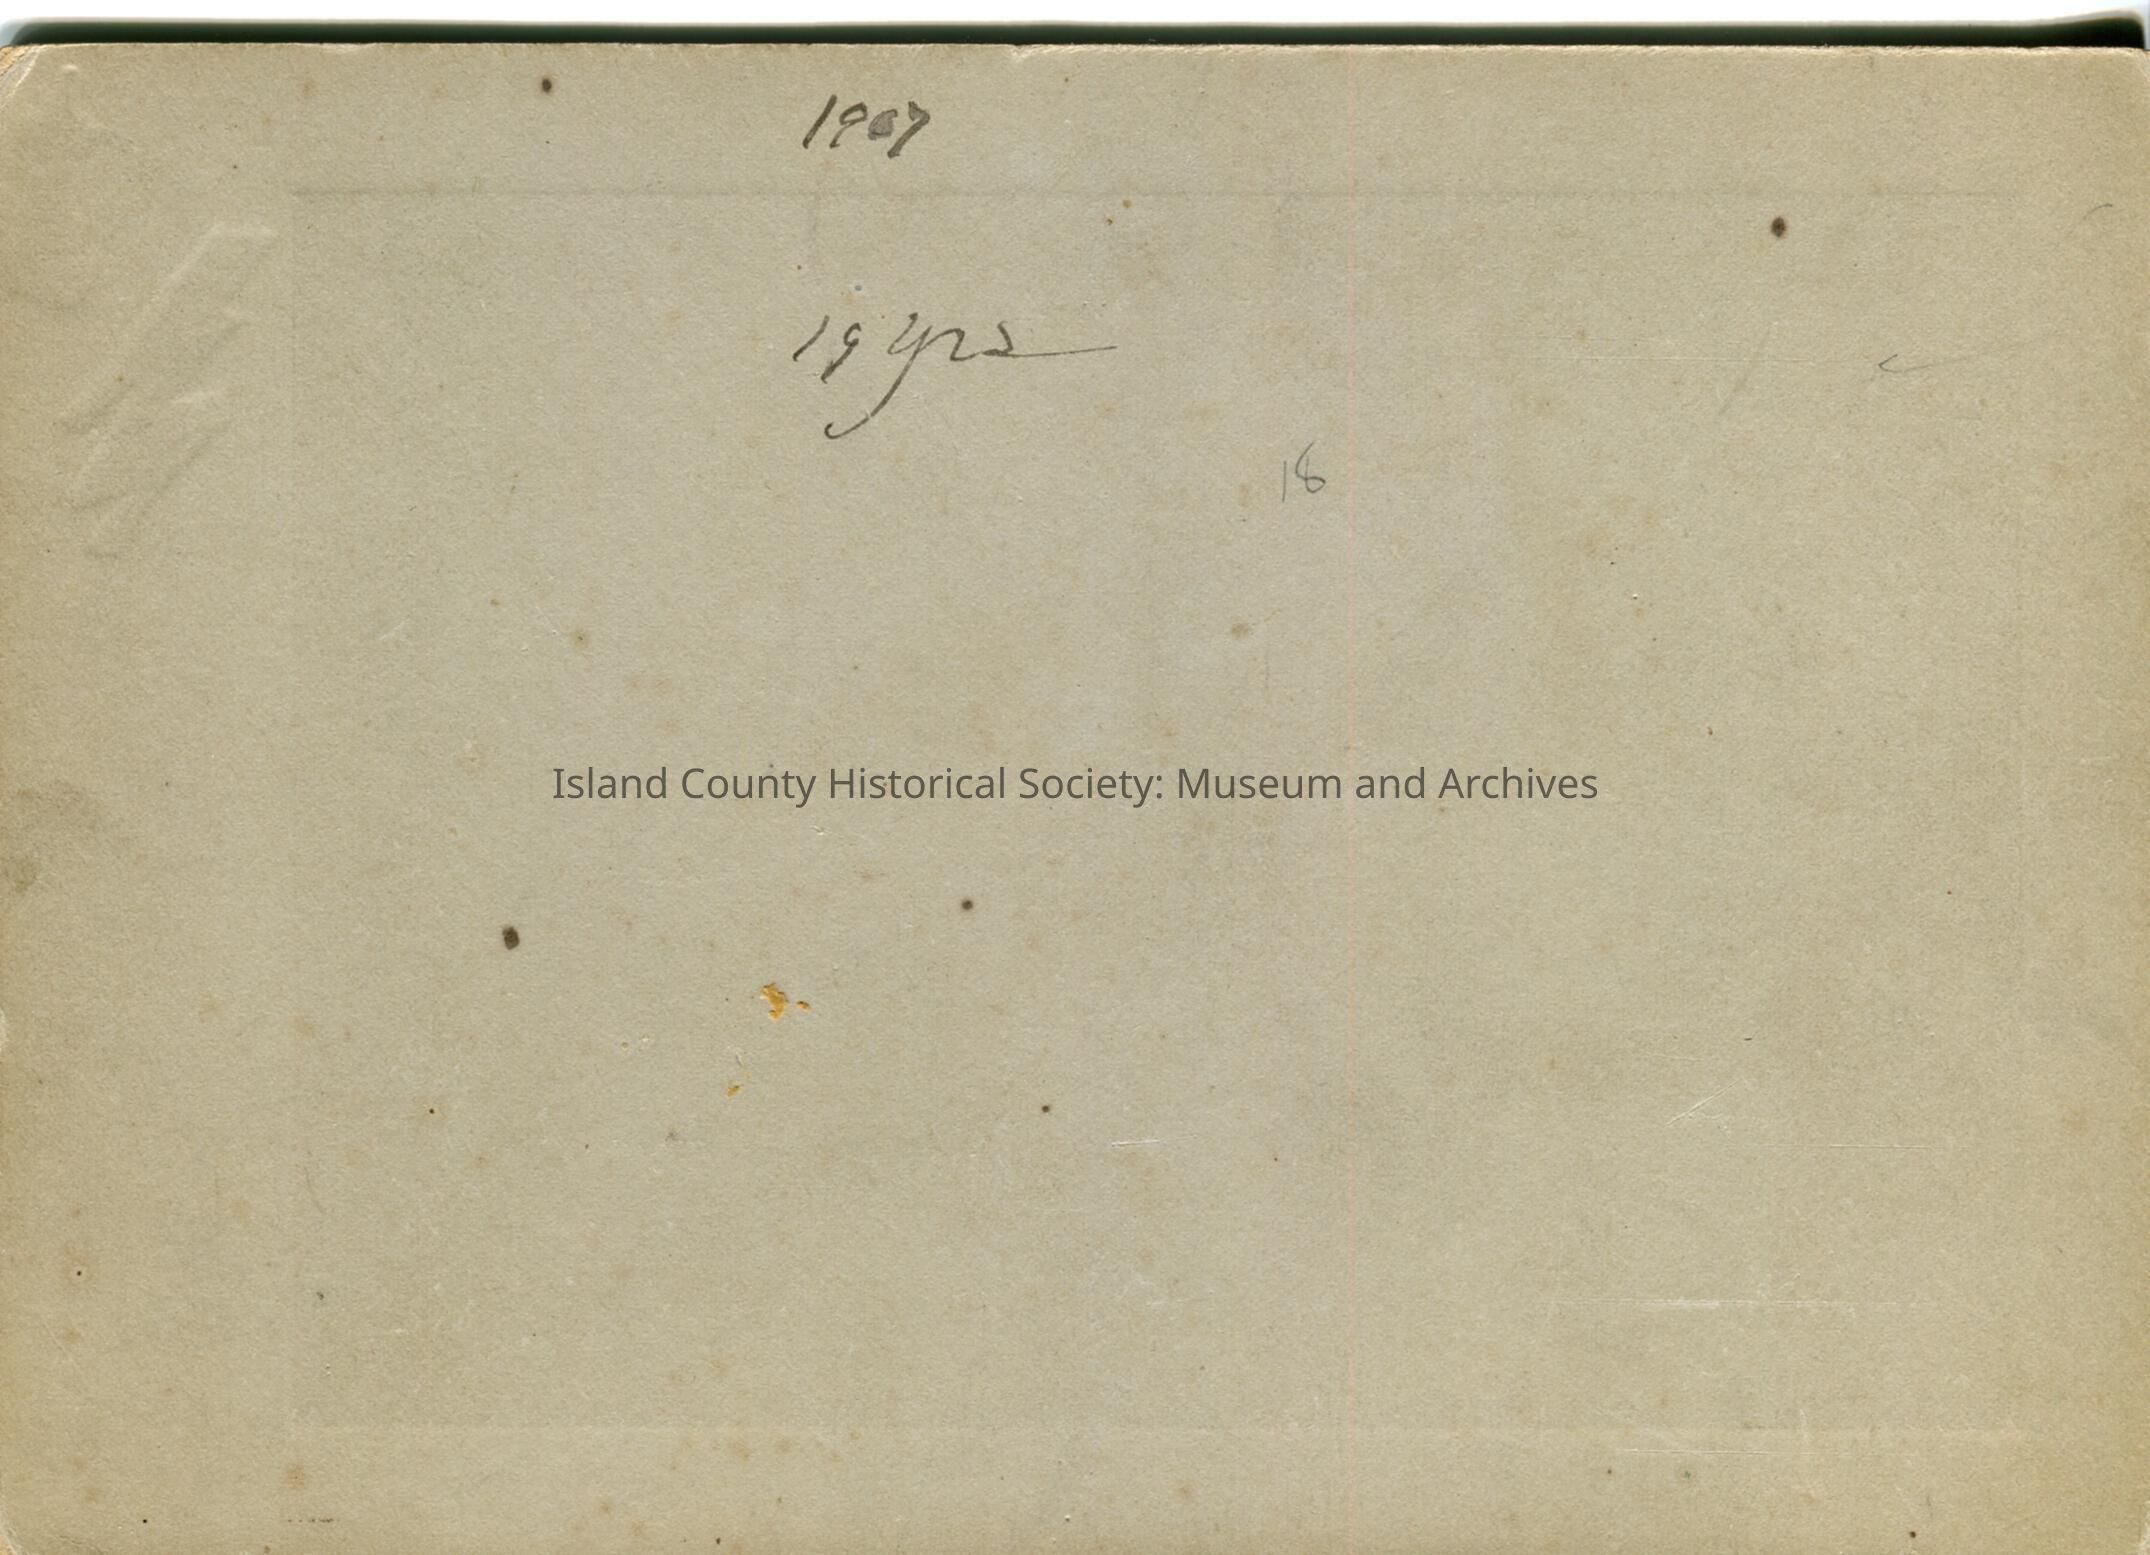 1907
19 yrs
18
Island County Historical Society: Museum and Archives